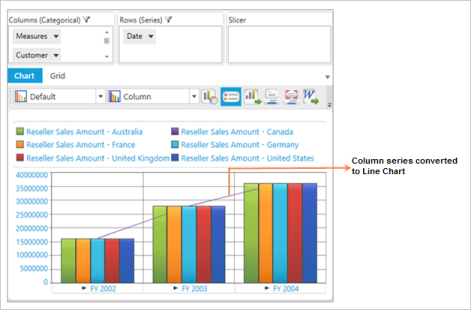 Columns (Categorical)
Rows (Series)
Slicer
Measures
Customer
Date
Chart
Grid
Default
Column
Reseller Sales Amount - Australia
Reseller Sales Amount - Canada
Reseller Sales Amount - France
Reseller Sales Amount - Germany
Reseller Sales Amount - United Kingdom
Reseller Sales Amount - United States
Column series converted
to Line Chart
40000000
35000000
30000000
25000000
20000000
15000000
10000000
5000000
0
FY 2002
FY 2003
FY 2004